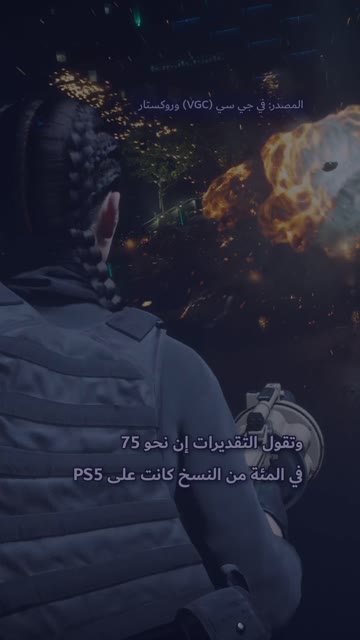 المصدر: في جي سي (VGC) وروكستار
وتقول التقديرات إن نحو 75
في المئة من النسخ كانت على PS5